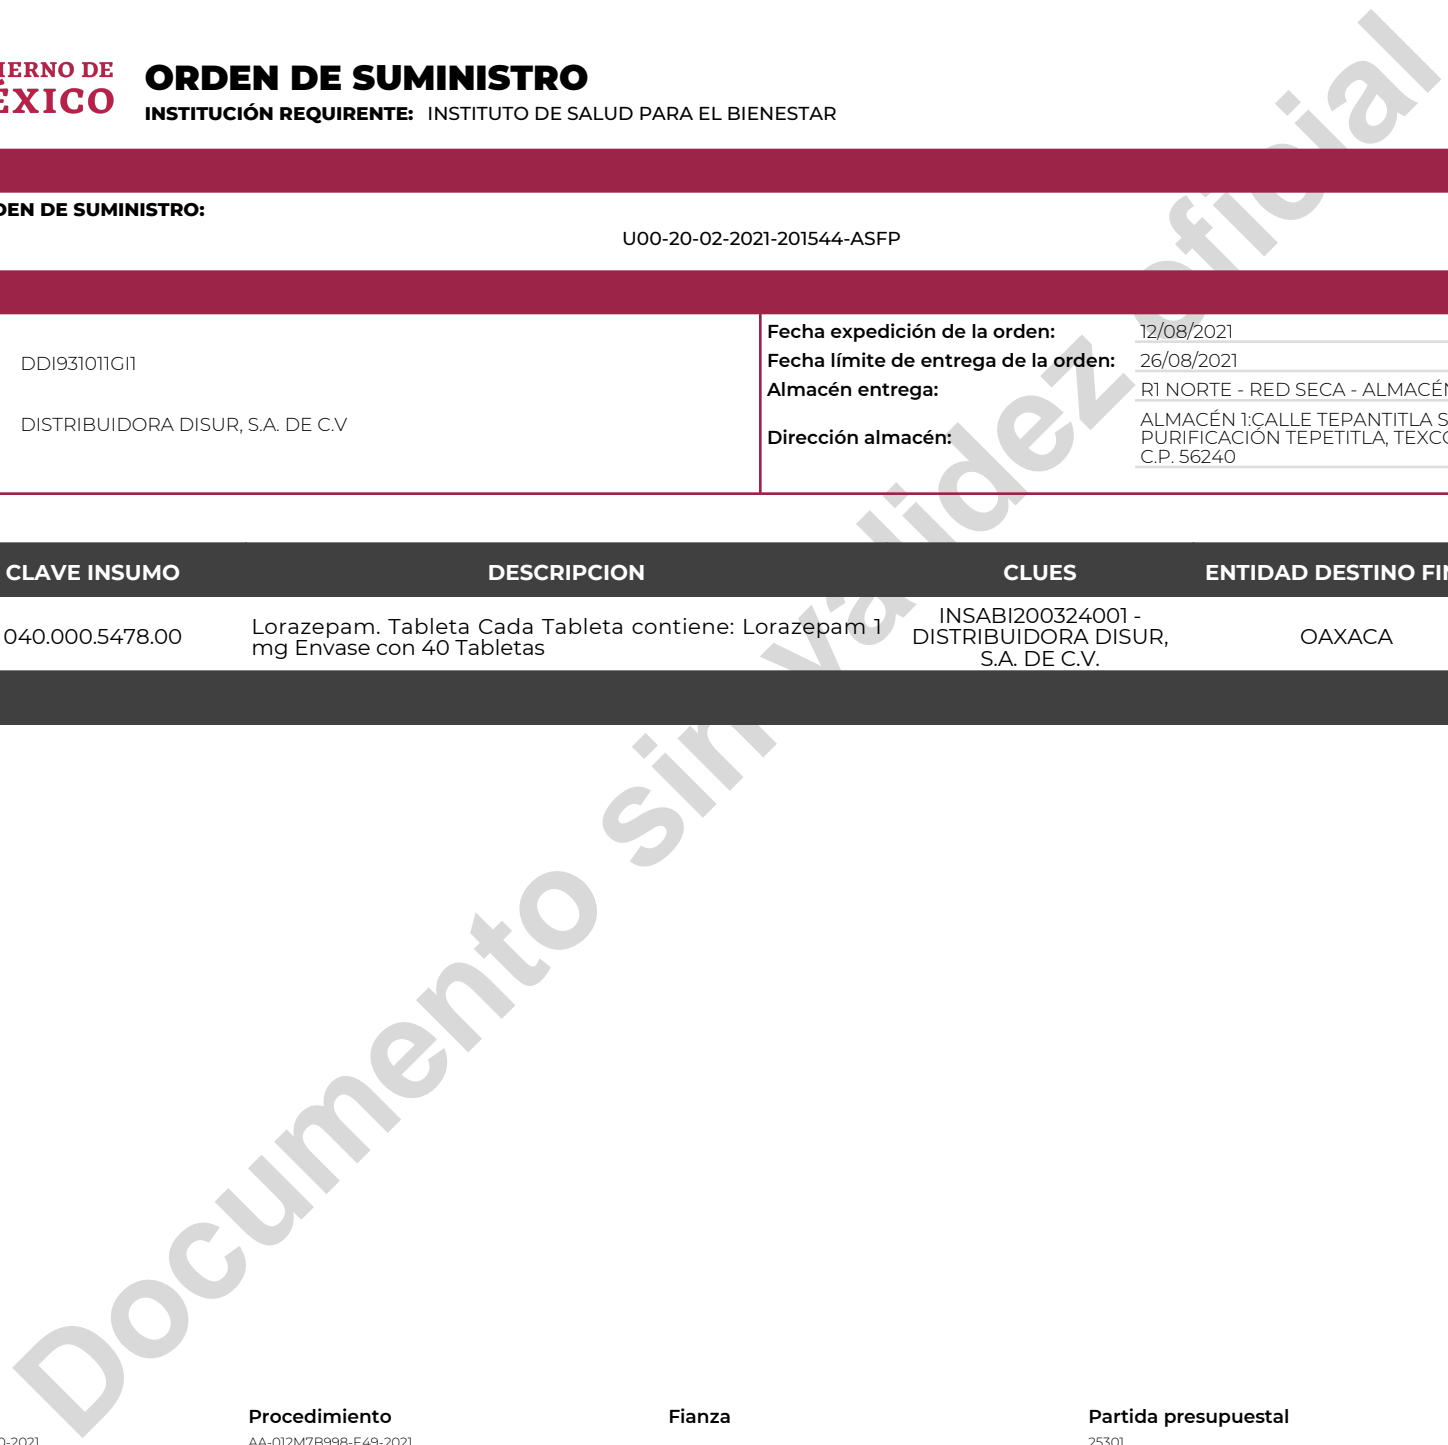 IERNO DE
ÉXICO
ORDEN DE SUMINISTRO
INSTITUCIÓN REQUIRENTE: INSTITUTO DE SALUD PARA EL BIENESTAR
DEN DE SUMINISTRO:
U00-20-02-2021-201544-ASFP
DDI931011GI1
DISTRIBUIDORA DISUR, S.A. DE C.V
Fecha expedición de la orden: 12/08/2021
Fecha límite de entrega de la orden: 26/08/2021
Almacén entrega: R1 NORTE - RED SECA - ALMACÉN
Dirección almacén:
ALMACÉN 1:CALLE TEPANTITLA S
PURIFICACIÓN TEPETITLA, TEXCO
C.P. 56240
CLAVE INSUMO DESCRIPCION CLUES ENTIDAD DESTINO FIN
040.000.5478.00
Lorazepam. Tableta Cada Tableta contiene: Lorazepam 1
mg Envase con 40 Tabletas
INSABI200324001 -
DISTRIBUIDORA DISUR,
S.A. DE C.V.
OAXACA
Documento sin validez oficial
Procedimiento Fianza Partida presupuestal
0-2021 AA-012M7B998-E49-2021 25301